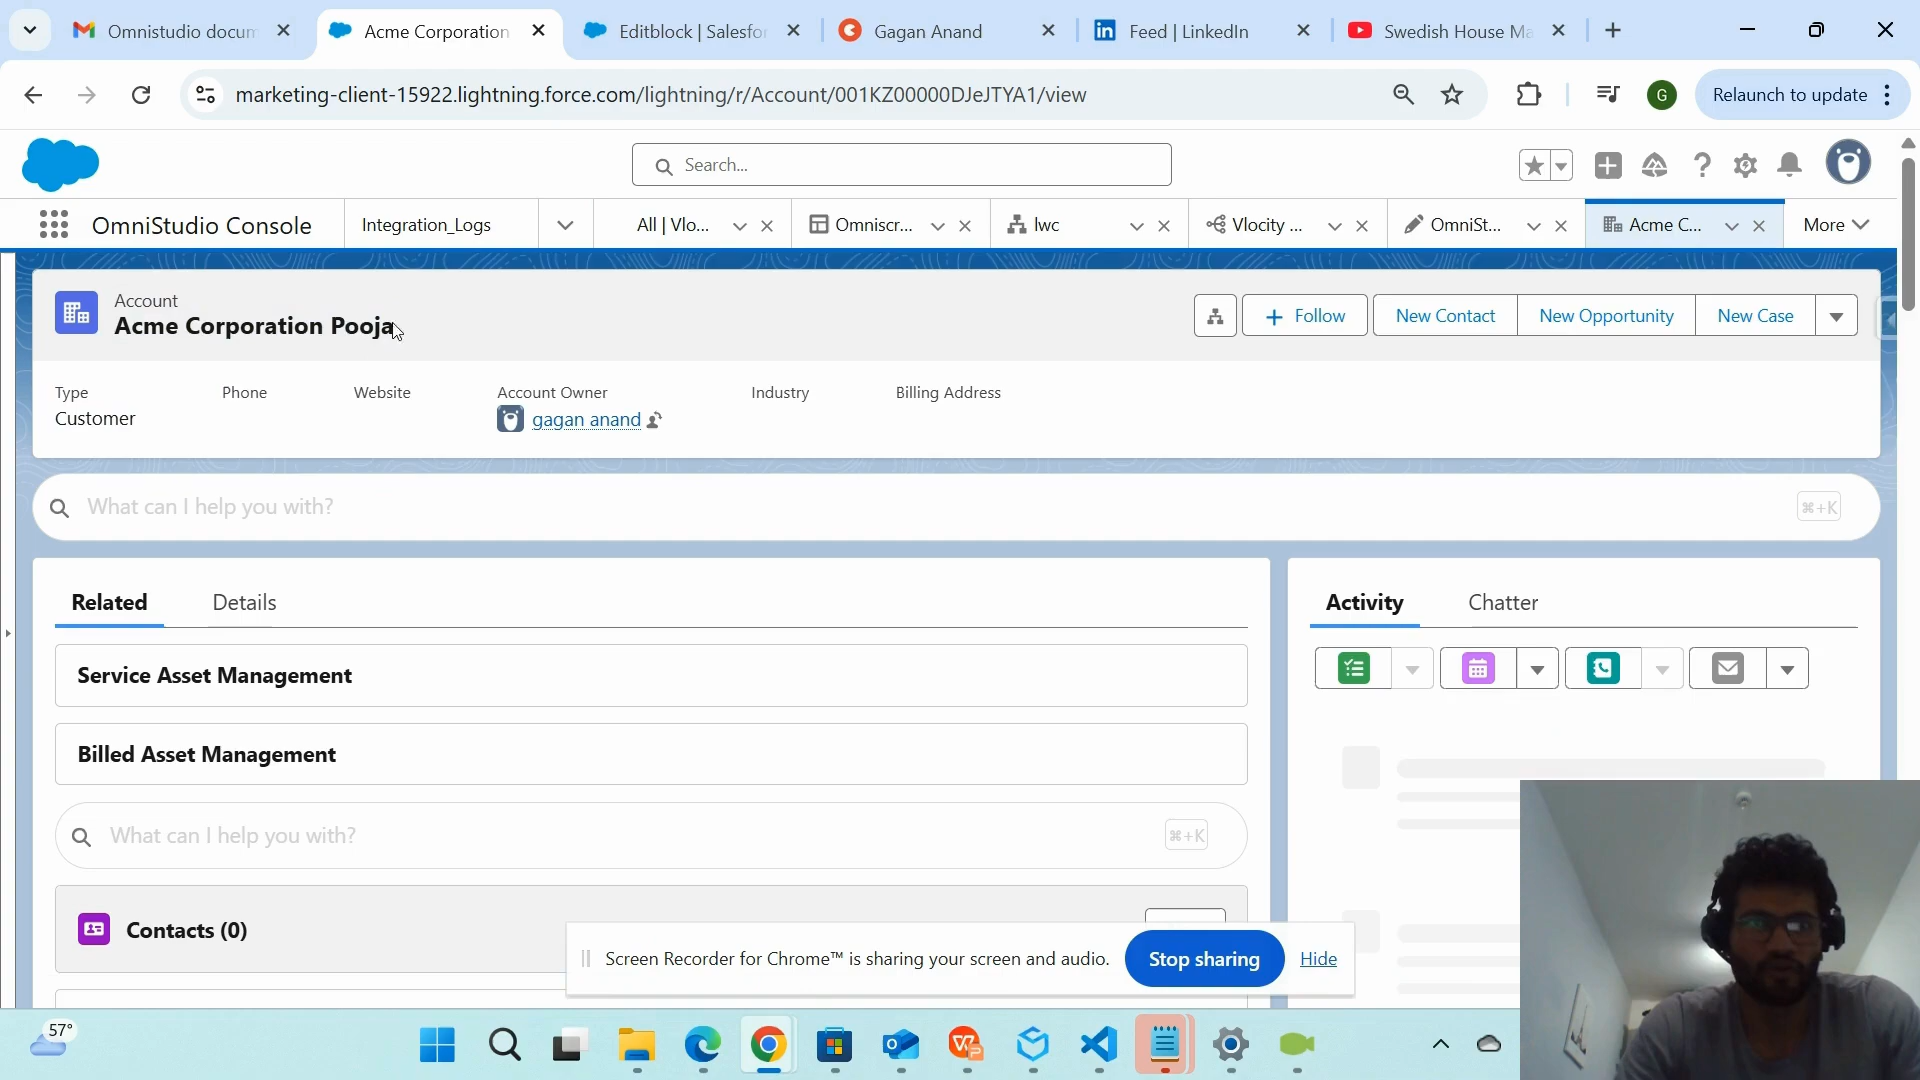 Omnistudio docum
Acme Corporation
Editblock | Salesfor
Gagan Anand
Feed | LinkedIn
Swedish House Ma
marketing-client-15922.lightning.force.com/lightning/r/Account/001KZ00000DJeJTYA1/view
G
Relaunch to update
Search...
OmniStudio Console
Integration_Logs
All | Vlo...
Omniscr...
lwc
Vlocity ...
OmniSt...
Acme C...
More
Account
Acme Corporation Pooja
Follow
New Contact
New Opportunity
New Case
Type
Phone
Website
Account Owner
Industry
Billing Address
Customer
gagan anand
What can I help you with?
⌘+K
Related
Details
Activity
Chatter
Service Asset Management
Billed Asset Management
What can I help you with?
⌘+K
Contacts (0)
Screen Recorder for Chrome™ is sharing your screen and audio.
Stop sharing
Hide
57°